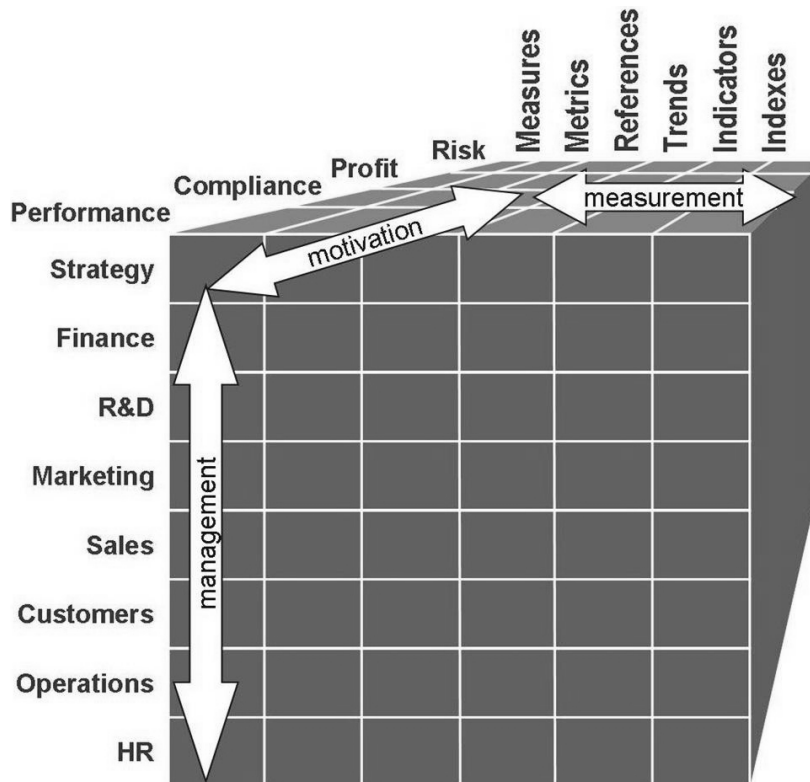 Measures
Metrics
References
Trends
Indicators
Indexes
Risk
Profit
Compliance
Performance
measurement
motivation
Strategy
Finance
R&D
Marketing
management
Sales
Customers
Operations
HR